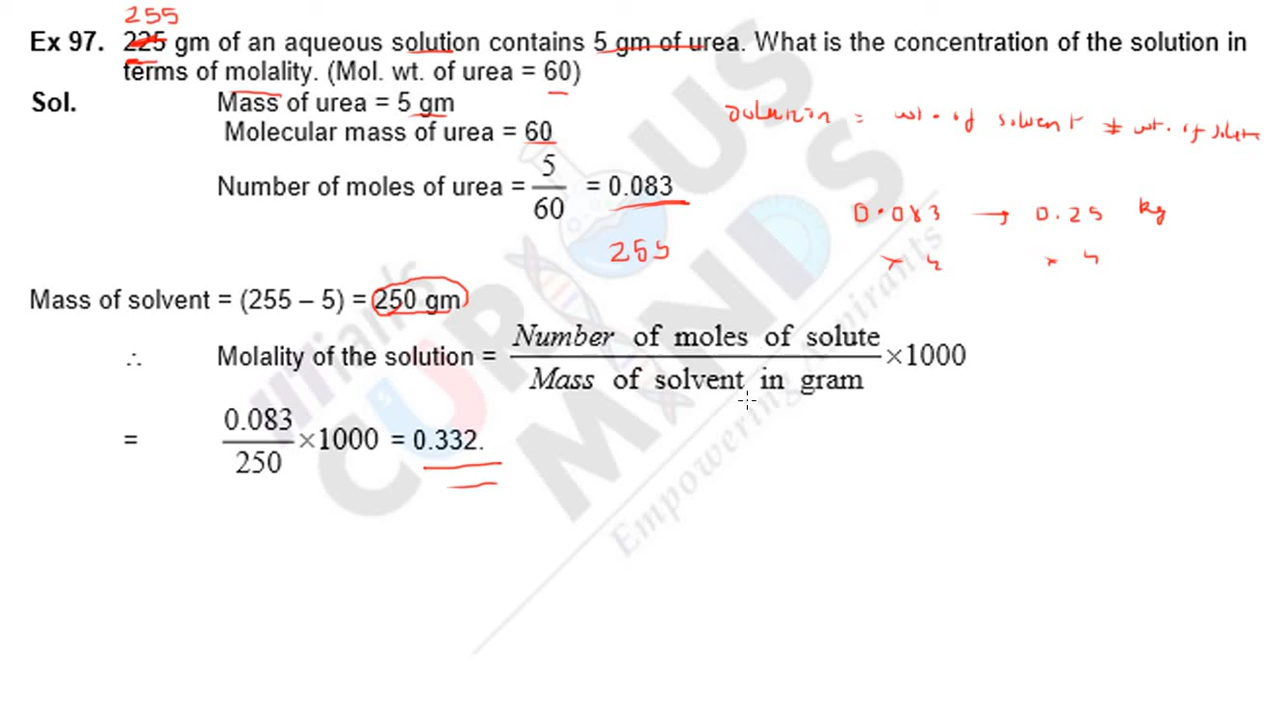 255
Ex 97. 225 gm of an aqueous solution contains 5 gm of urea. What is the concentration of the solution in
terms of molality. (Mol. wt. of urea = 60)
Sol. Mass of urea = 5 gm
solution = wt. of solvent + wt. of solute
Molecular mass of urea = 60
Number of moles of urea = 5/60 = 0.083
0.083 → 0.25 kg
× 4 × 4
255
Mass of solvent = (255 – 5) = 250 gm
∴ Molality of the solution = Number of moles of solute / Mass of solvent in gram ×1000
= 0.083/250 ×1000 = 0.332.
CURIOUS
MINDS
Empowering Aspirants